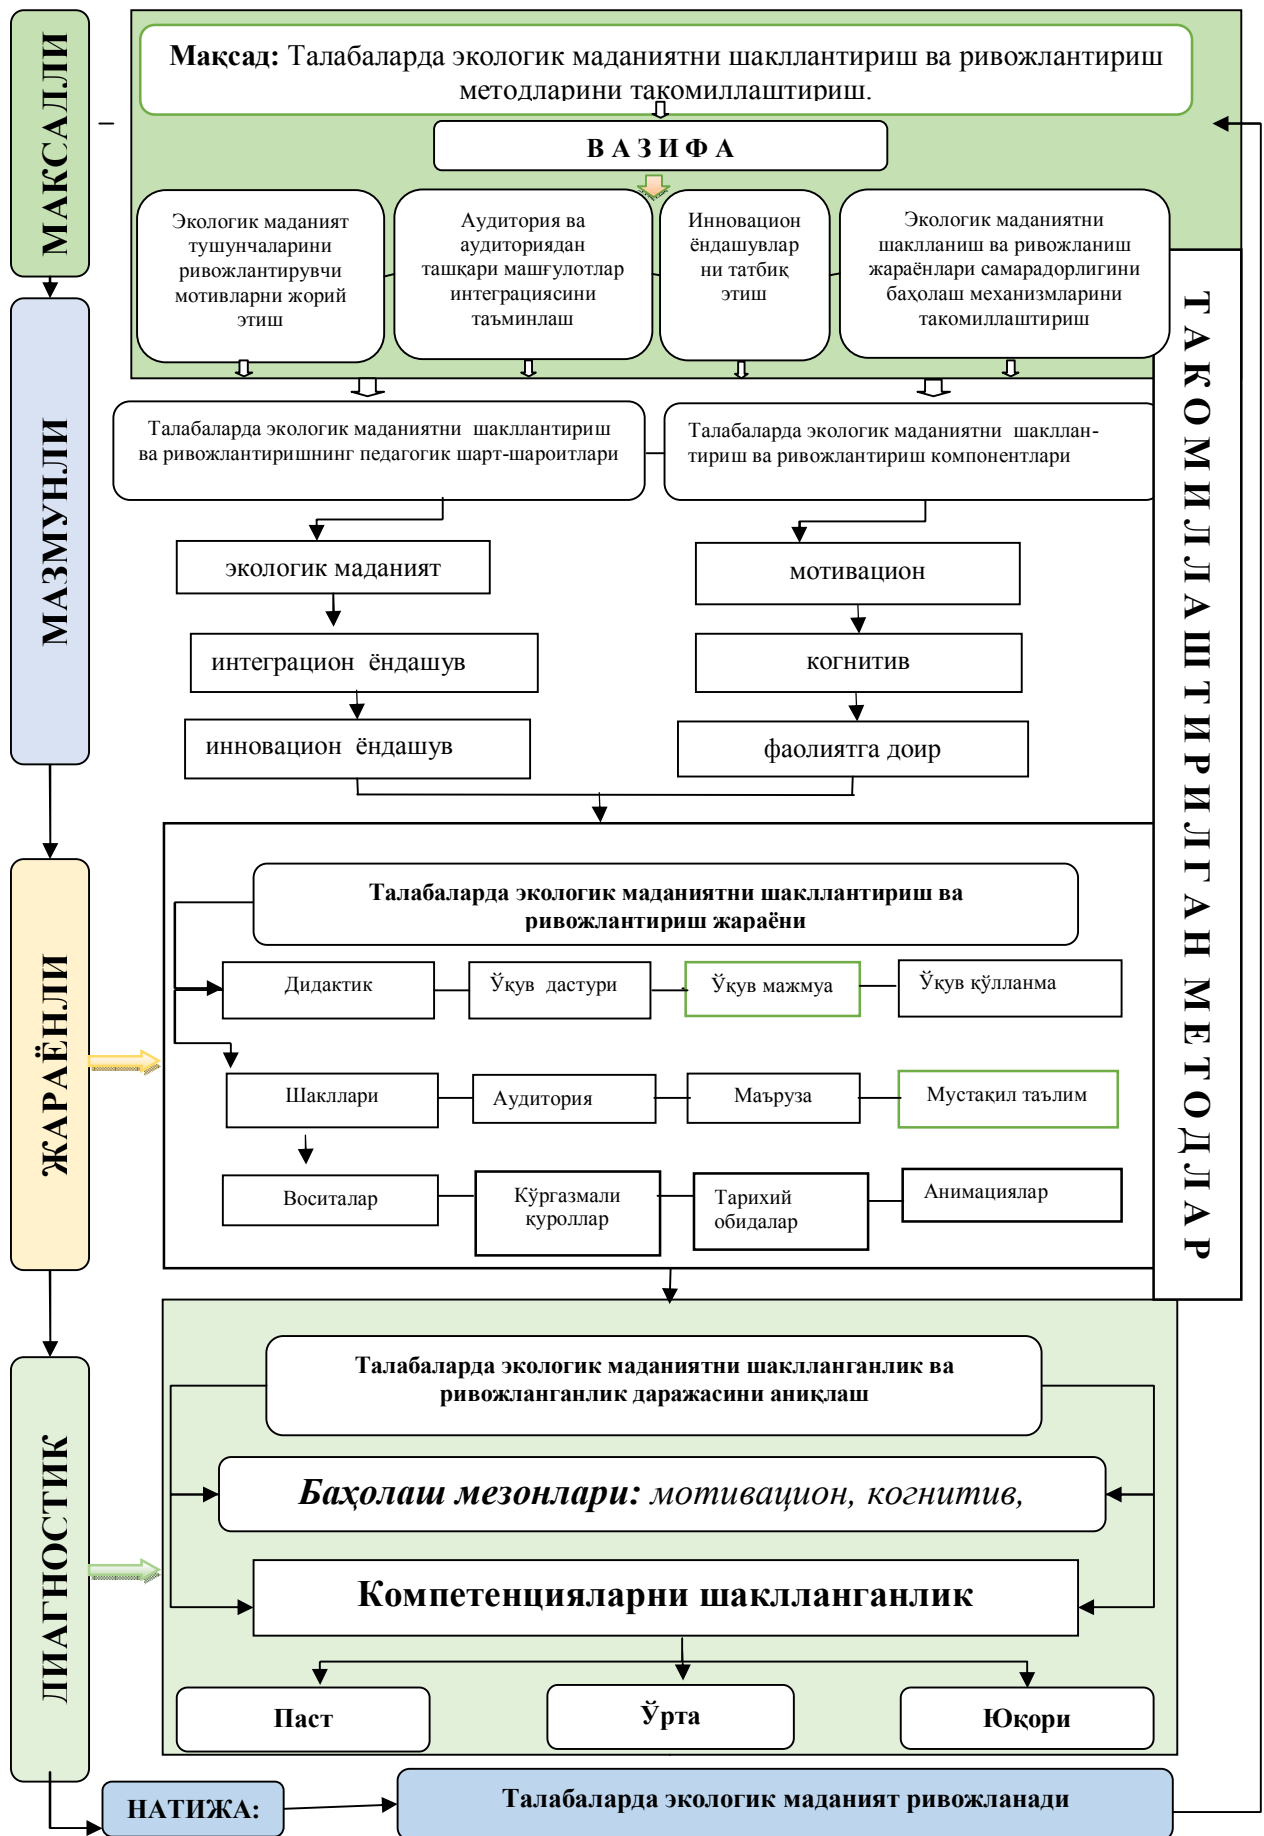 МАКСАЛЛИ
Мақсад: Талабаларда экологик маданиятни шакллантириш ва ривожлантириш
методларини такомиллаштириш.
В А З И Ф А
Экологик маданият
тушунчаларини
ривожлантирувчи
мотивларни жорий
этиш
Аудитория ва
аудиториядан
ташқари машғулотлар
интеграциясини
таъминлаш
Инновацион
ёндашувлар
ни татбиқ
этиш
Экологик маданиятни
шаклланиш ва ривожланиш
жараёнлари самарадорлигини
баҳолаш механизмларини
такомиллаштириш
ТАКОМИЛЛАШТИРИЛГАН МЕТОДЛАР
МАЗМУНЛИ
Талабаларда экологик маданиятни шакллантириш
ва ривожлантиришнинг педагогик шарт-шароитлари
Талабаларда экологик маданиятни шакллан-
тириш ва ривожлантириш компонентлари
экологик маданият
мотивацион
интеграцион ёндашув
когнитив
инновацион ёндашув
фаолиятга доир
ЖАРАЁНЛИ
Талабаларда экологик маданиятни шакллантириш ва
ривожлантириш жараёни
Дидактик
Ўқув дастури
Ўқув мажмуа
Ўқув қўлланма
Шакллари
Аудитория
Маъруза
Мустақил таълим
Воситалар
Кўргазмали
қуроллар
Тарихий
обидалар
Анимациялар
ЛИАГНОСТИК
Талабаларда экологик маданиятни шаклланганлик ва
ривожланганлик даражасини аниқлаш
Баҳолаш мезонлари: мотивацион, когнитив,
Компетенцияларни шаклланганлик
Паст
Ўрта
Юқори
НАТИЖА:
Талабаларда экологик маданият ривожланади